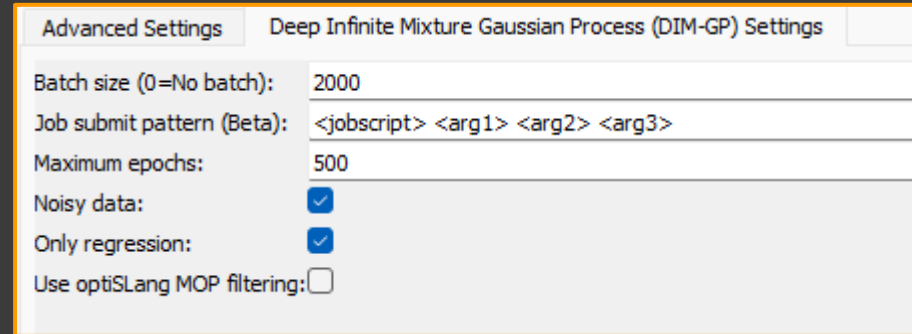 Advanced Settings Deep Infinite Mixture Gaussian Process (DIM-GP) Settings
Batch size (0=No batch): 2000
Job submit pattern (Beta): <jobscript> <arg1> <arg2> <arg3>
Maximum epochs: 500
Noisy data:
Only regression:
Use optiSLang MOP filtering: